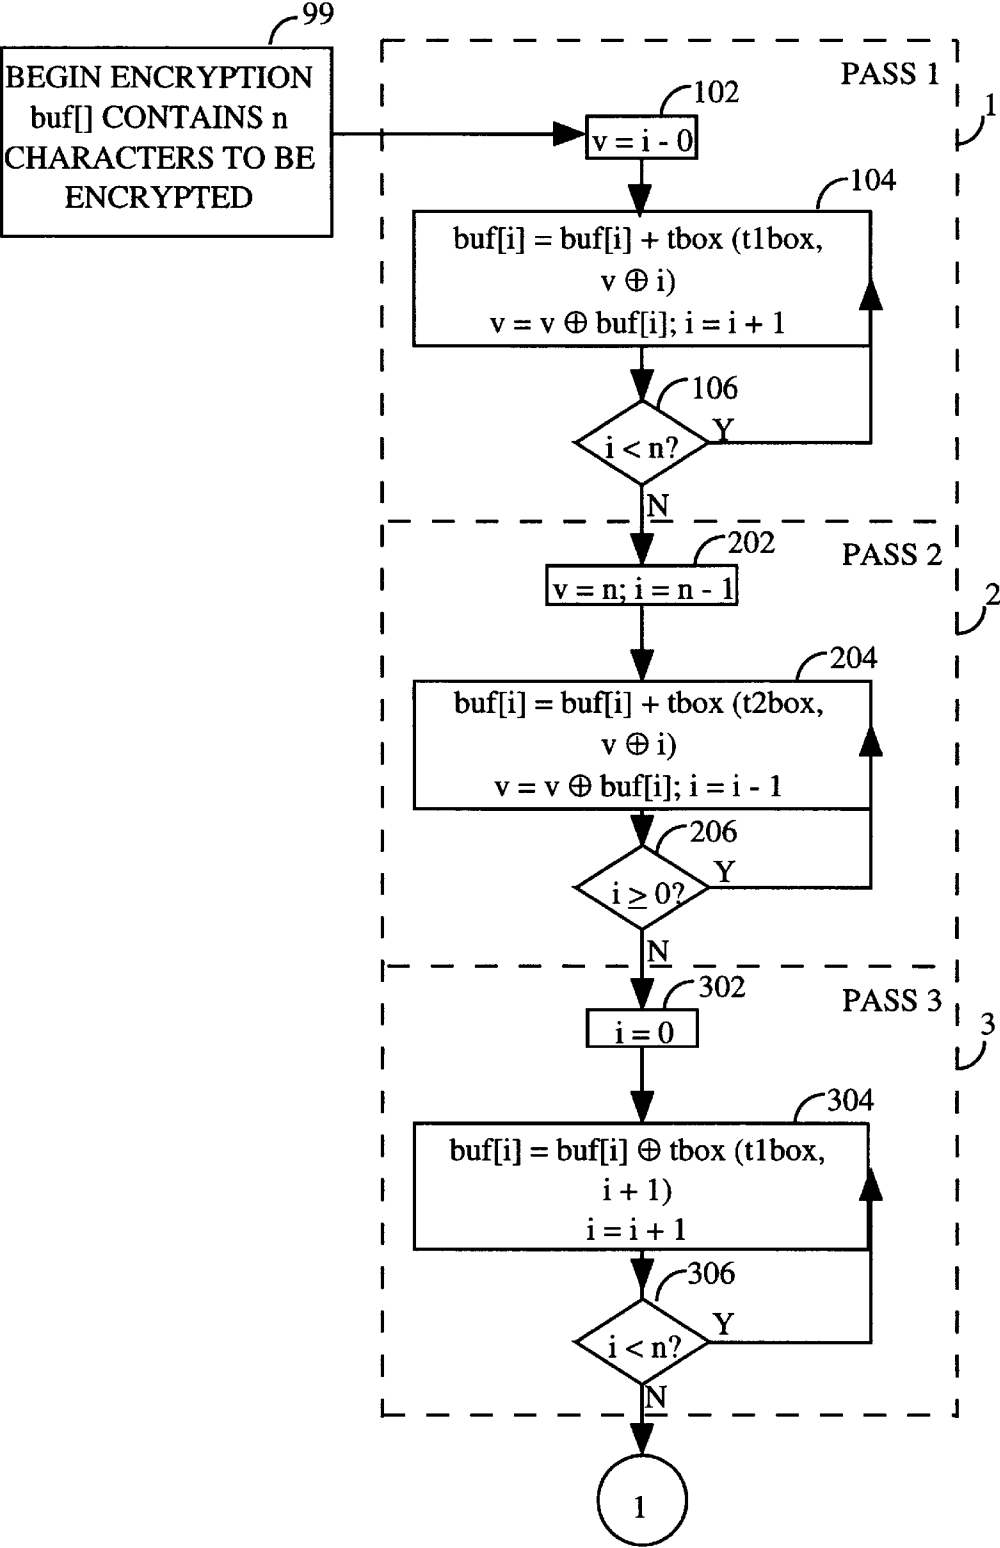 99
BEGIN ENCRYPTION
buf[] CONTAINS n
CHARACTERS TO BE
ENCRYPTED
PASS 1
1
102
v = i - 0
104
buf[i] = buf[i] + tbox (t1box,
v ⊕ i)
v = v ⊕ buf[i]; i = i + 1
106
i < n?
Y
N
PASS 2
2
202
v = n; i = n - 1
204
buf[i] = buf[i] + tbox (t2box,
v ⊕ i)
v = v ⊕ buf[i]; i = i - 1
206
i ≥ 0?
Y
N
PASS 3
3
302
i = 0
304
buf[i] = buf[i] ⊕ tbox (t1box,
i + 1)
i = i + 1
306
i < n?
Y
N
1